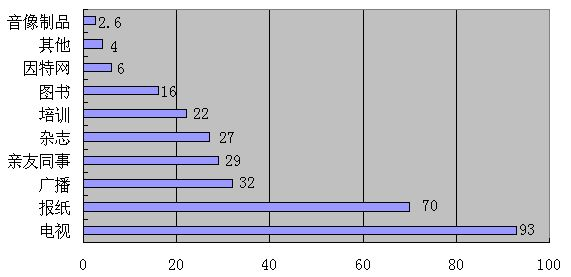 音像制品 2.6
其他 4
因特网 6
图书 16
培训 22
杂志 27
亲友同事 29
广播 32
报纸 70
电视 93
0 20 40 60 80 100